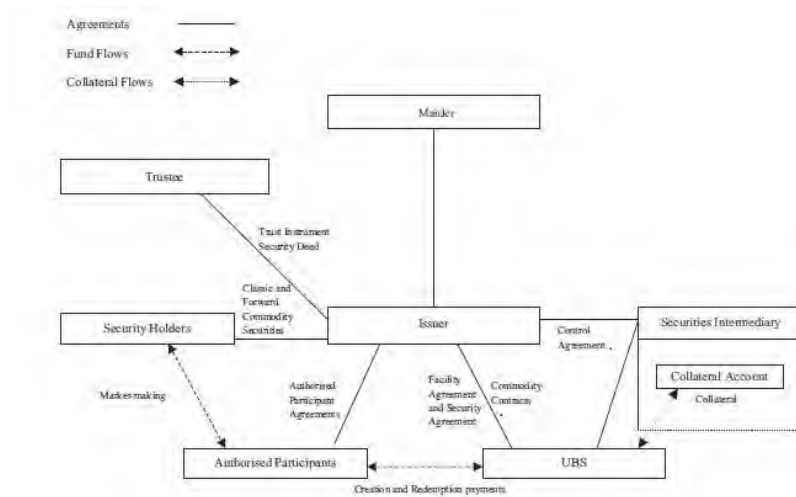 Agreements
Fund Flows
Collateral Flows
Trustee
Trust Instrument
Security Deed
Classic and
Forward
Commodity
Securities
Security Holders
Issuer
Securities Intermediary
Control
Agreement
Collateral Account
Collateral
Market-making
Authorised
Participant
Agreements
Facility
Agreement
and Security
Agreement
Commodity
Contracts
Authorised Participants
UBS
Creation and Redemption payments